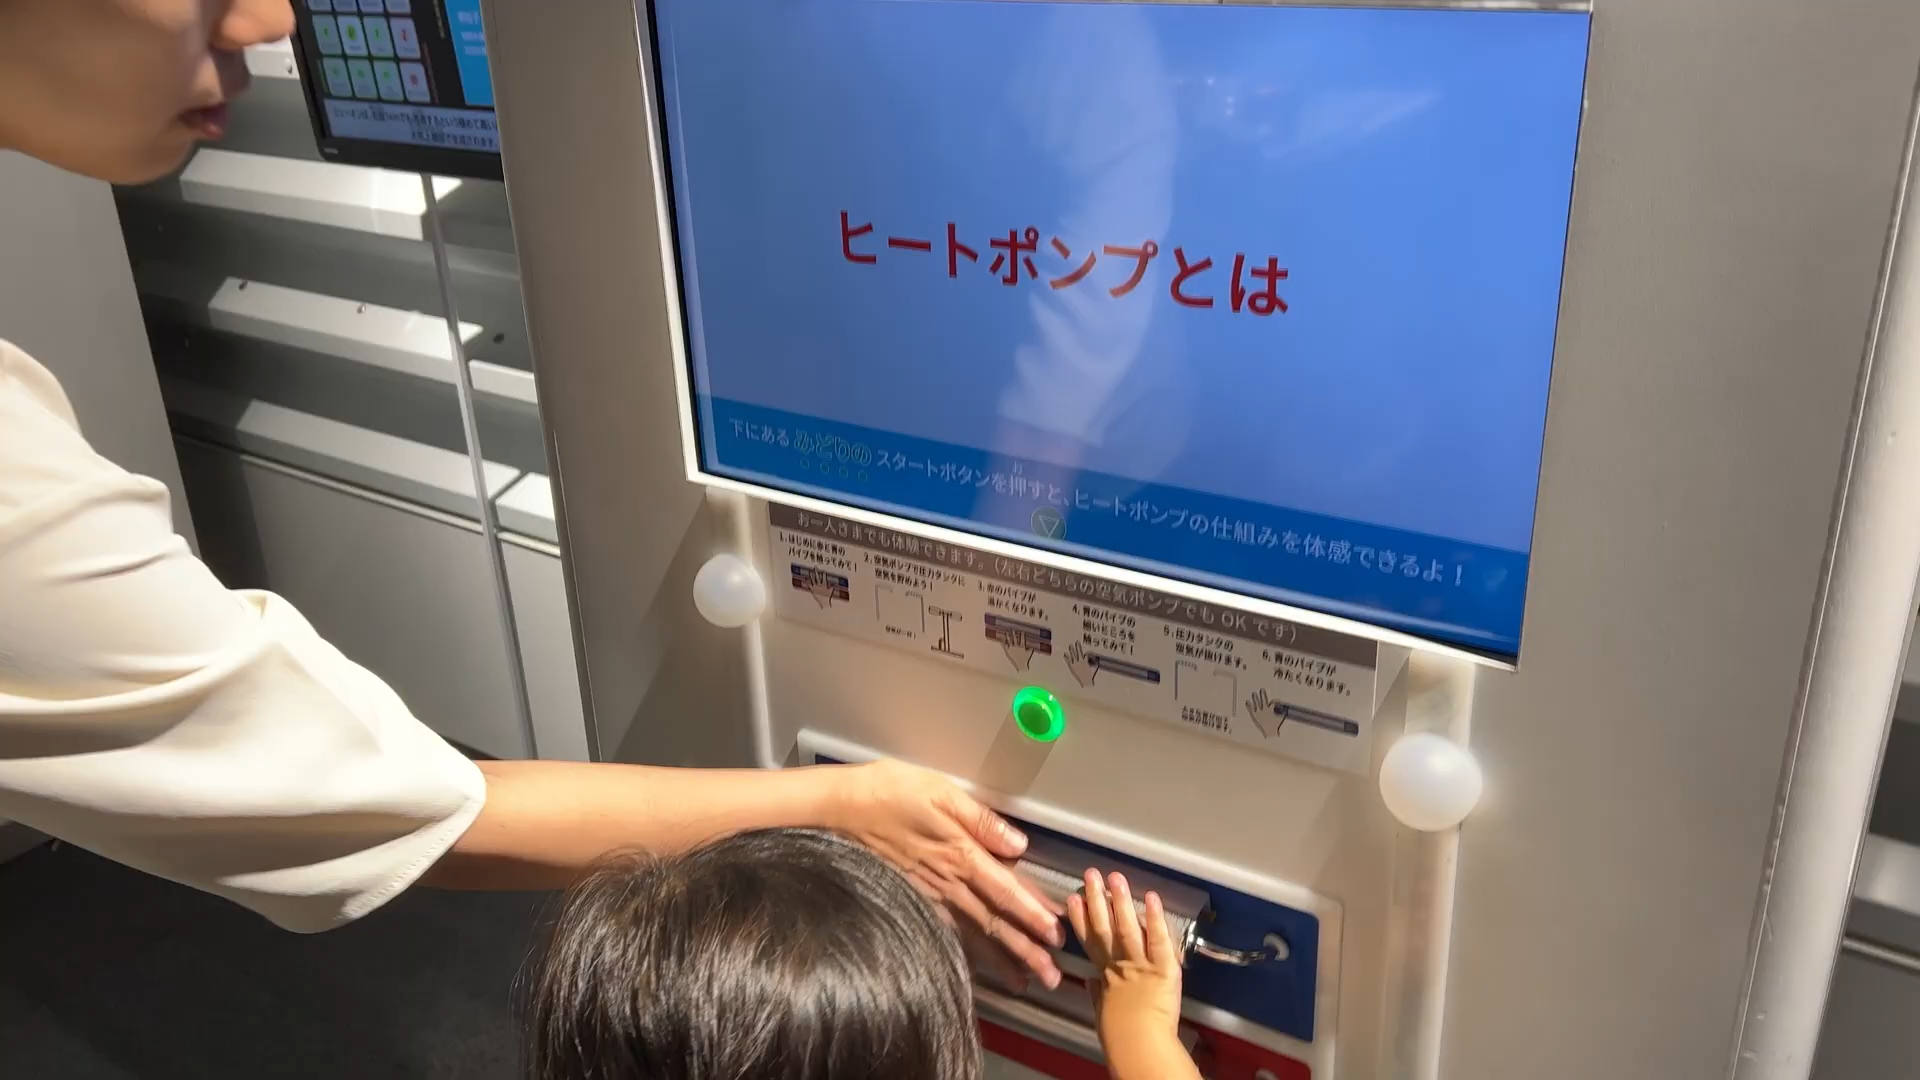 ヒートポンプとは
下にあるみどりのスタートボタンを押すと、ヒートポンプの仕組みを体感できるよ！
お一人さまでも体験できます。（左右どちらの空気ポンプでもOKです）
1. はじめに赤と青の
パイプを触ってみて！
2. 空気ポンプで圧力タンクに
空気を貯めよう！
3. 赤のパイプが
温かくなります。
4. 青のパイプの
細いところを
触ってみて！
5. 圧力タンクの
空気が抜けます。
6. 青のパイプが
冷たくなります。